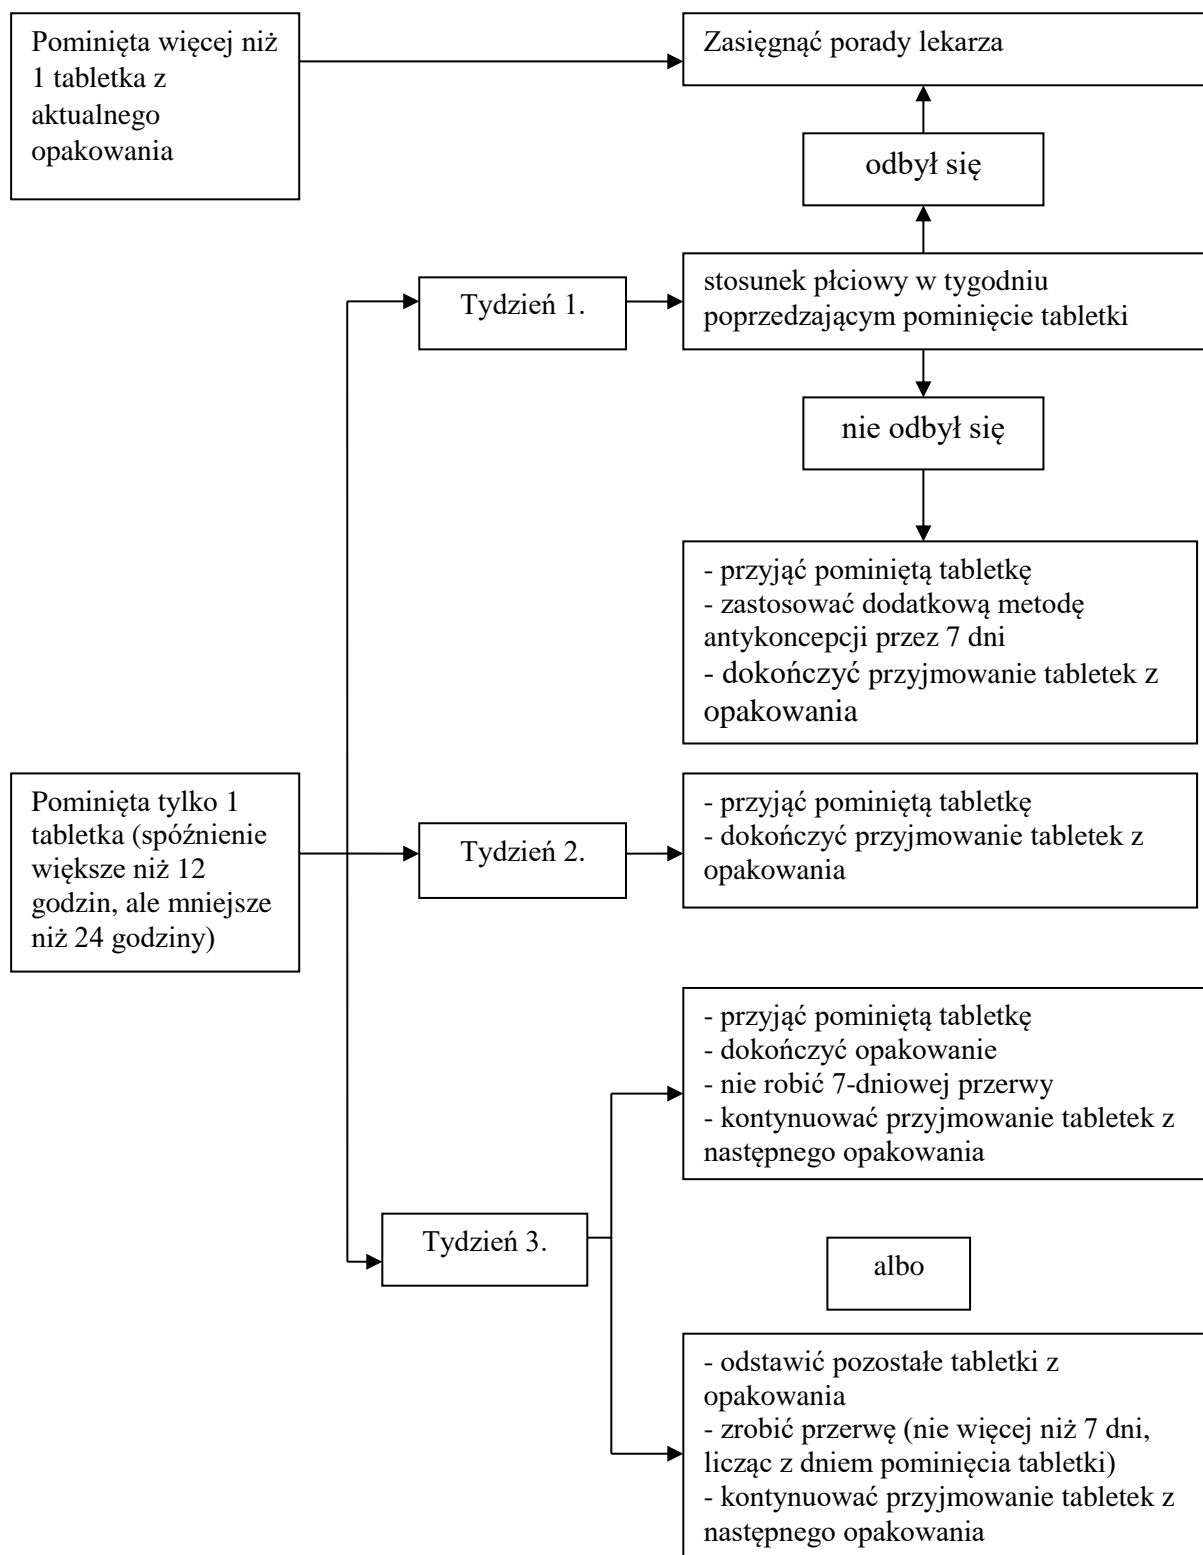 Pominięta więcej niż
1 tabletka z
aktualnego
opakowania
Zasięgnąć porady lekarza
odbył się
stosunek płciowy w tygodniu
poprzedzającym pominięcie tabletki
Tydzień 1.
nie odbył się
- przyjąć pominiętą tabletkę
- zastosować dodatkową metodę
antykoncepcji przez 7 dni
- dokończyć przyjmowanie tabletek z
opakowania
Pominięta tylko 1
tabletka (spóźnienie
większe niż 12
godzin, ale mniejsze
niż 24 godziny)
Tydzień 2.
- przyjąć pominiętą tabletkę
- dokończyć przyjmowanie tabletek z
opakowania
- przyjąć pominiętą tabletkę
- dokończyć opakowanie
- nie robić 7-dniowej przerwy
- kontynuować przyjmowanie tabletek z
następnego opakowania
Tydzień 3.
albo
- odstawić pozostałe tabletki z
opakowania
- zrobić przerwę (nie więcej niż 7 dni,
licząc z dniem pominięcia tabletki)
- kontynuować przyjmowanie tabletek z
następnego opakowania